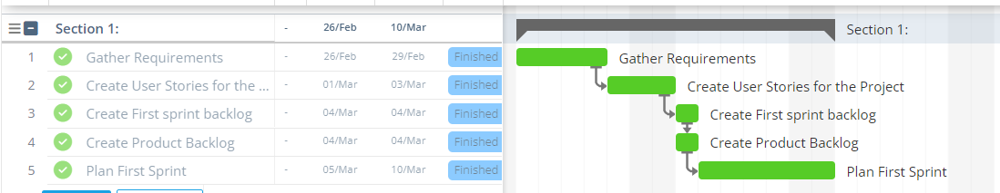 Section 1: - 26/Feb 10/Mar Section 1:
1 Gather Requirements - 26/Feb 29/Feb Finished Gather Requirements
2 Create User Stories for the ... - 01/Mar 03/Mar Finished Create User Stories for the Project
3 Create First sprint backlog - 04/Mar 04/Mar Finished Create First sprint backlog
4 Create Product Backlog - 04/Mar 04/Mar Finished Create Product Backlog
5 Plan First Sprint - 05/Mar 10/Mar Finished Plan First Sprint